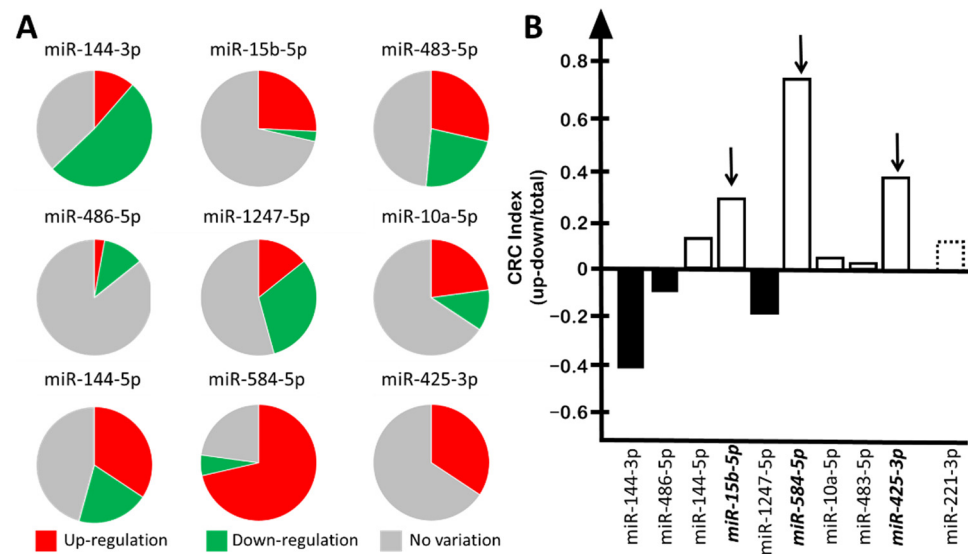 A
miR-144-3p
miR-15b-5p
miR-483-5p
miR-486-5p
miR-1247-5p
miR-10a-5p
miR-144-5p
miR-584-5p
miR-425-3p
Up-regulation
Down-regulation
No variation
B
CRC Index
(up-down/total)
0.8
0.6
0.4
0.2
0
−0.2
−0.4
−0.6
miR-144-3p
miR-486-5p
miR-144-5p
miR-15b-5p
miR-1247-5p
miR-584-5p
miR-10a-5p
miR-483-5p
miR-425-3p
miR-221-3p